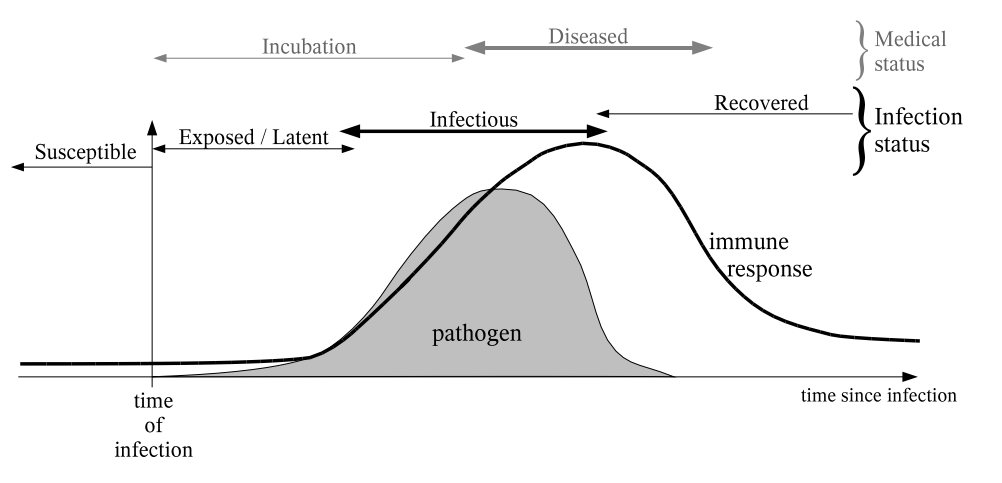 Incubation
Diseased
Medical
status
Susceptible
Exposed / Latent
Infectious
Recovered
Infection
status
immune
response
pathogen
time since infection
time
of
infection